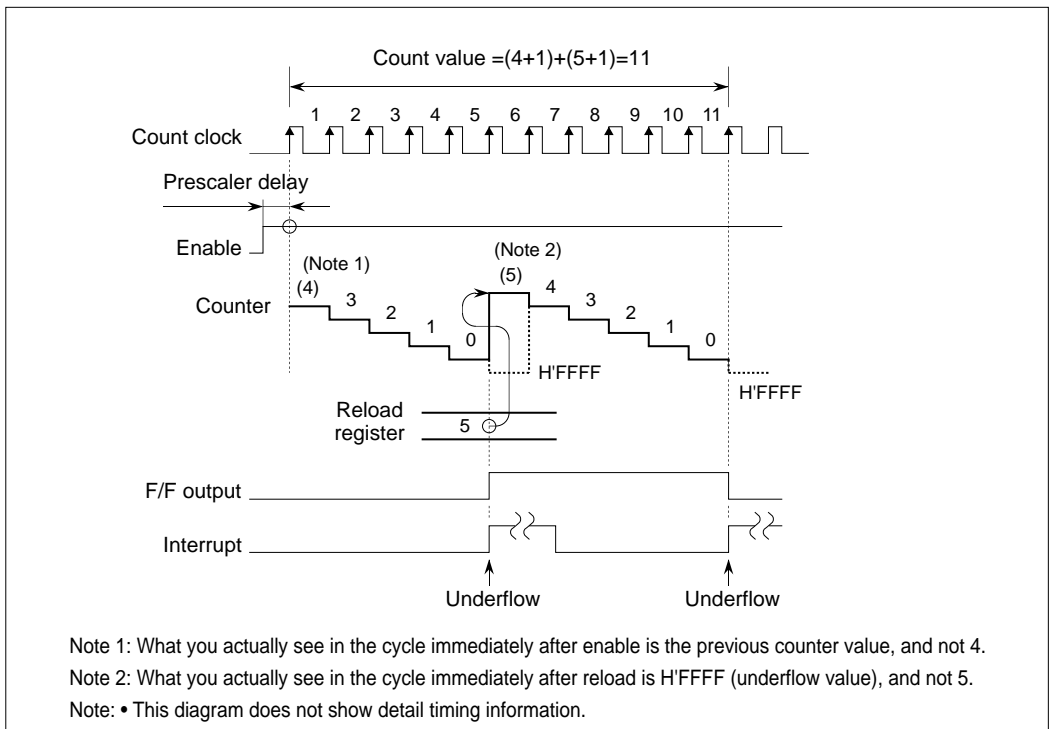 Count value =(4+1)+(5+1)=11
1 2 3 4 5 6 7 8 9 10 11
Count clock
Prescaler delay
Enable
(Note 1)
(Note 2)
Counter
(4) 3 2 1 0 (5) 4 3 2 1 0
H'FFFF
H'FFFF
Reload
register
5
F/F output
Interrupt
Underflow
Underflow
Note 1: What you actually see in the cycle immediately after enable is the previous counter value, and not 4.
Note 2: What you actually see in the cycle immediately after reload is H'FFFF (underflow value), and not 5.
Note: • This diagram does not show detail timing information.